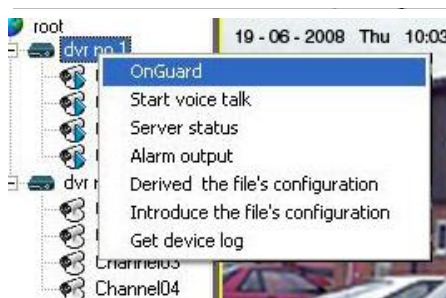 root
19 - 06 - 2008 Thu 10:03
dvr no.1
OnGuard
Start voice talk
Server status
Alarm output
Derived the file's configuration
dvr
Introduce the file's configuration
Get device log
Channel03
Channel04